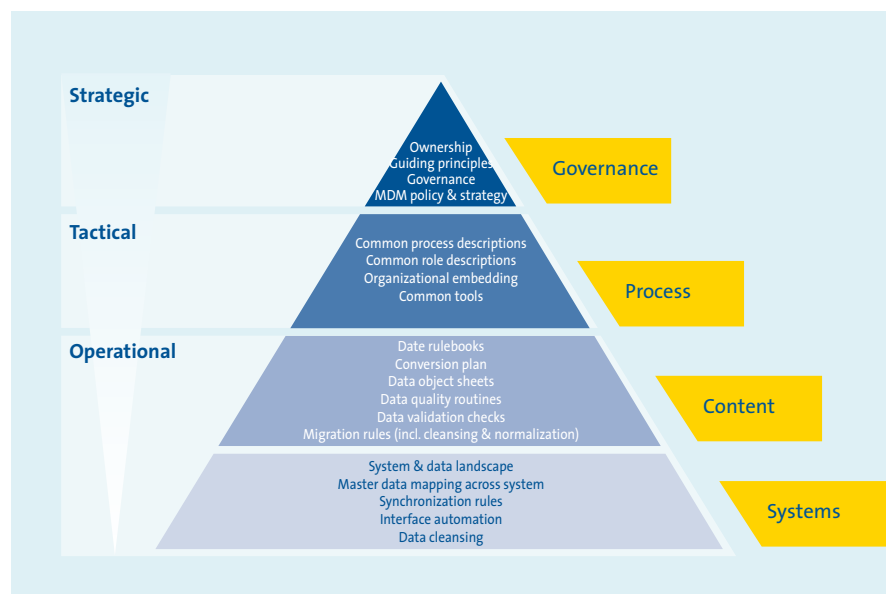 Strategic
Ownership
Guiding principles
Governance
MDM policy & strategy
Governance
Tactical
Common process descriptions
Common role descriptions
Organizational embedding
Common tools
Process
Operational
Date rulebooks
Conversion plan
Data object sheets
Data quality routines
Data validation checks
Migration rules (incl. cleansing & normalization)
Content
System & data landscape
Master data mapping across system
Synchronization rules
Interface automation
Data cleansing
Systems